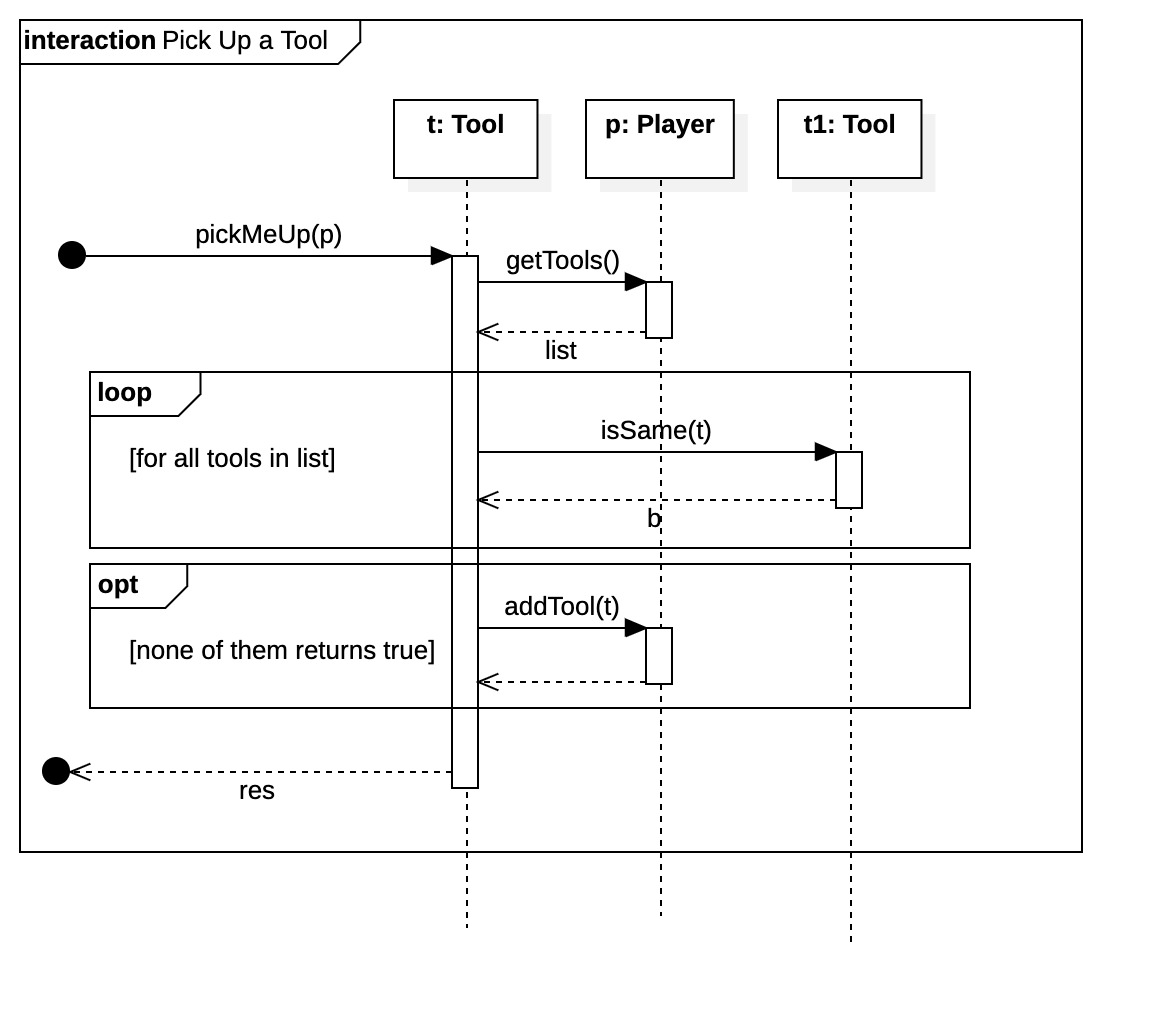 interaction Pick Up a Tool
t: Tool
p: Player
t1: Tool
pickMeUp(p)
getTools()
list
loop
isSame(t)
[for all tools in list]
b
opt
addTool(t)
[none of them returns true]
res